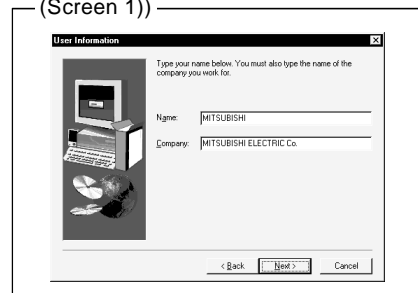 (Screen 1))
User Information
Type your name below. You must also type the name of the
company you work for.
Name: MITSUBISHI
Company: MITSUBISHI ELECTRIC Co.
< Back Next > Cancel